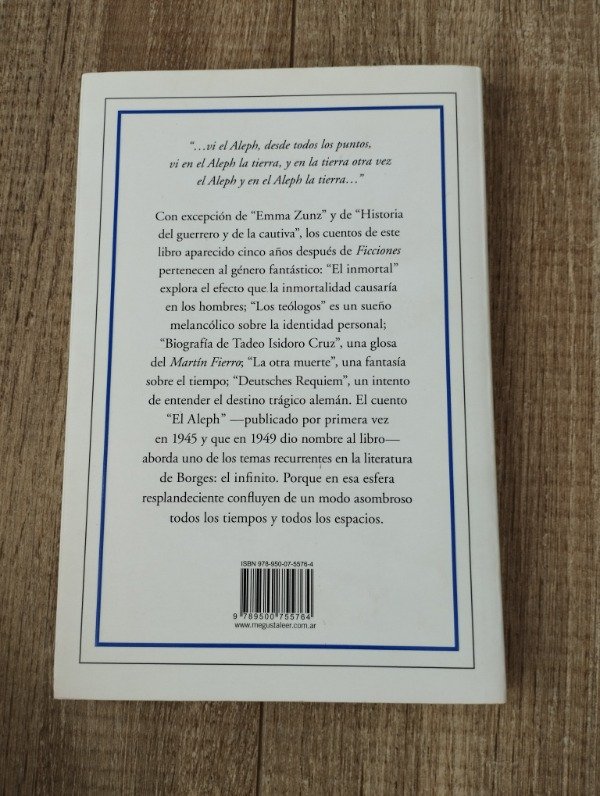 “…vi el Aleph, desde todos los puntos,
vi en el Aleph la tierra, y en la tierra otra vez
el Aleph y en el Aleph la tierra…”
Con excepción de “Emma Zunz” y de “Historia
del guerrero y de la cautiva”, los cuentos de este
libro aparecido cinco años después de Ficciones
pertenecen al género fantástico: “El inmortal”
explora el efecto que la inmortalidad causaría
en los hombres; “Los teólogos” es un sueño
melancólico sobre la identidad personal;
“Biografía de Tadeo Isidoro Cruz”, una glosa
del Martín Fierro; “La otra muerte”, una fantasía
sobre el tiempo; “Deutsches Requiem”, un intento
de entender el destino trágico alemán. El cuento
“El Aleph” —publicado por primera vez
en 1945 y que en 1949 dio nombre al libro—
aborda uno de los temas recurrentes en la literatura
de Borges: el infinito. Porque en esa esfera
resplandeciente confluyen de un modo asombroso
todos los tiempos y todos los espacios.
ISBN 978-950-07-5576-4
9 789500 755764
www.megustaleer.com.ar